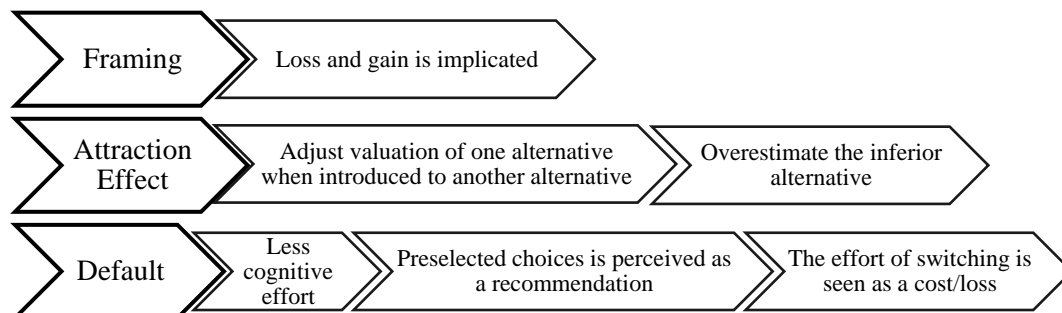 Framing
Loss and gain is implicated
Attraction
Effect
Adjust valuation of one alternative
when introduced to another alternative
Overestimate the inferior
alternative
Default
Less
cognitive
effort
Preselected choices is perceived as
a recommendation
The effort of switching is
seen as a cost/loss